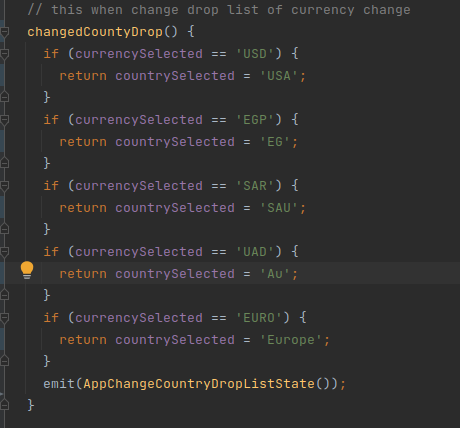 // this when change drop list of currency change
changedCountyDrop() {
if (currencySelected == 'USD') {
return countrySelected = 'USA';
}
if (currencySelected == 'EGP') {
return countrySelected = 'EG';
}
if (currencySelected == 'SAR') {
return countrySelected = 'SAU';
}
if (currencySelected == 'UAD') {
return countrySelected = 'Au';
}
if (currencySelected == 'EURO') {
return countrySelected = 'Europe';
}
emit(AppChangeCountryDropListState());
}